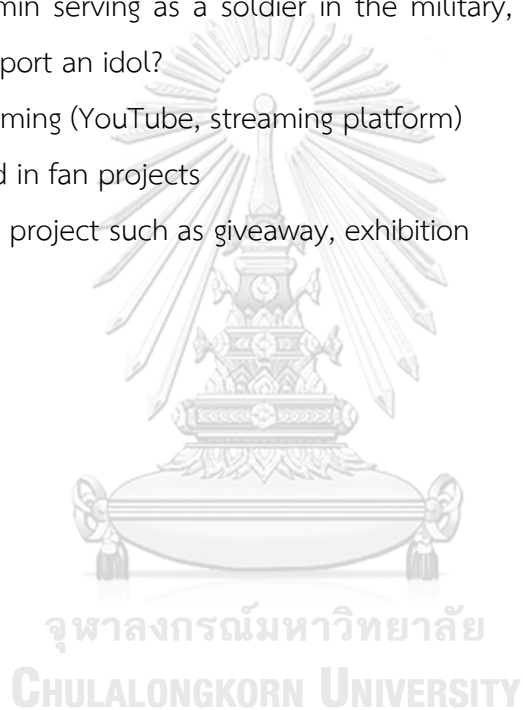 min serving as a soldier in the military,
port an idol?
ming (YouTube, streaming platform)
d in fan projects
project such as giveaway, exhibition
จุฬาลงกรณ์มหาวิทยาลัย
CHULALONGKORN UNIVERSITY